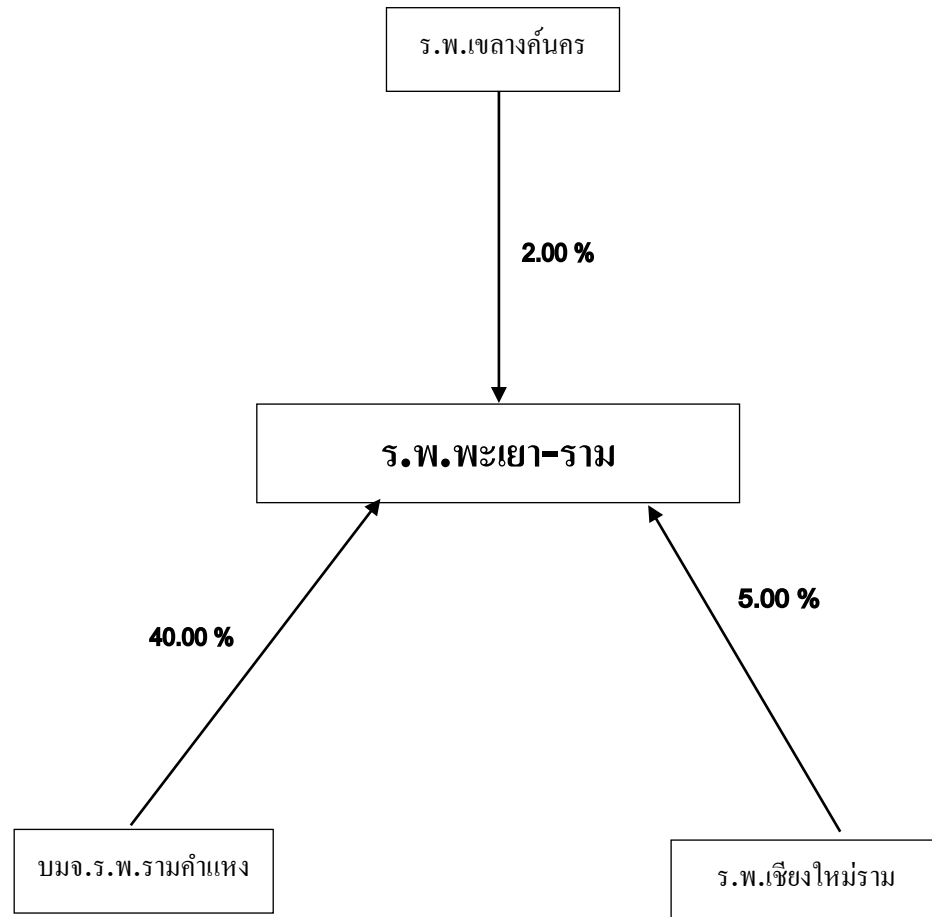 ร.พ.เขลางค์นคร
2.00 %
ร.พ.พะเยา-ราม
40.00 %
5.00 %
บมจ.ร.พ.รามคำแหง
ร.พ.เชียงใหม่ราม